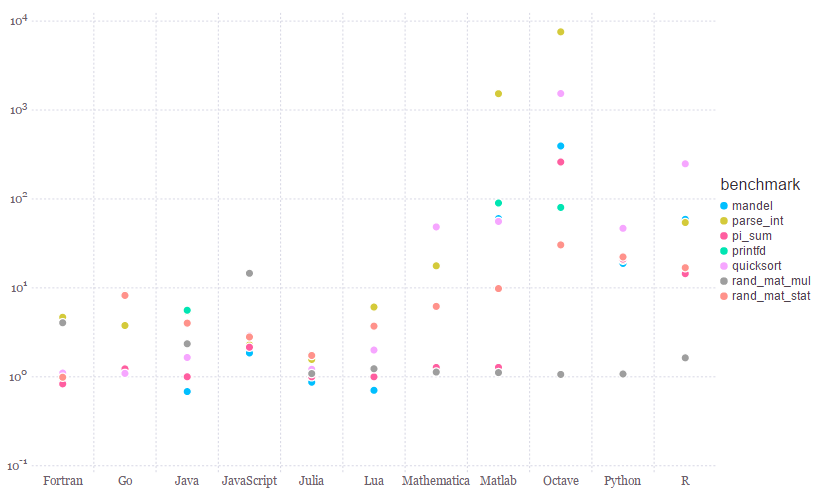 10^4
10^3
10^2
10^1
10^0
10^-1
Fortran Go Java JavaScript Julia Lua Mathematica Matlab Octave Python R
benchmark
mandel
parse_int
pi_sum
printfd
quicksort
rand_mat_mul
rand_mat_stat